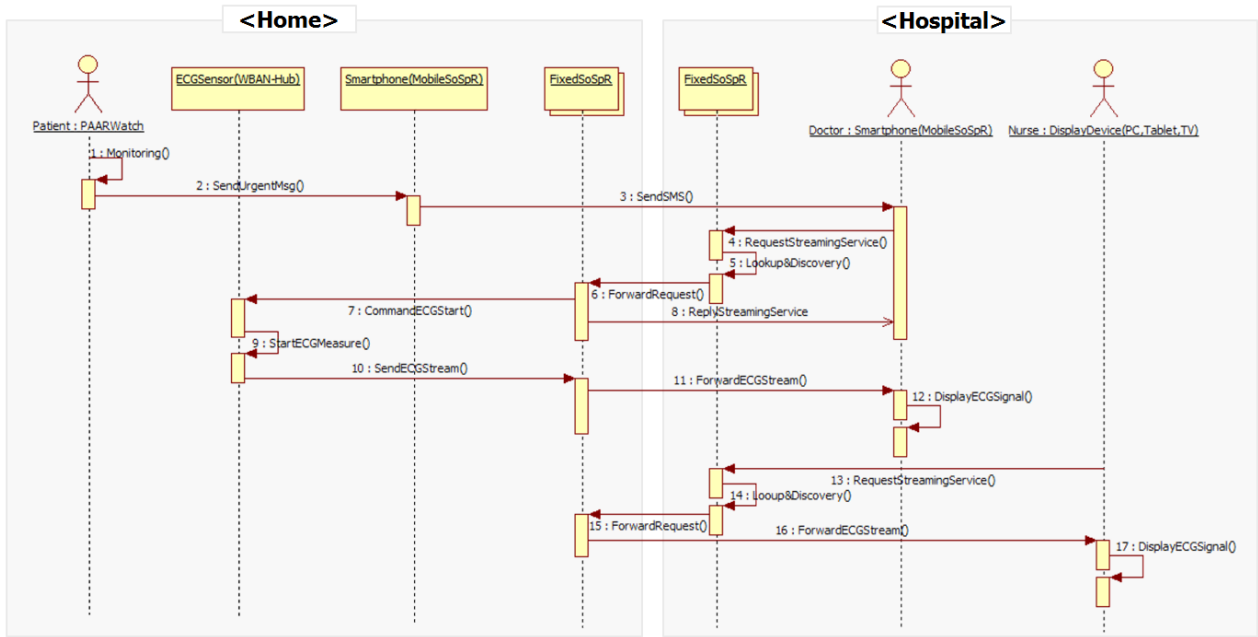 <Home>
<Hospital>
ECGSensor(WBAN-Hub)
Smartphone(MobileSoSpR)
FixedSoSpR
FixedSoSpR
Patient : PAARWatch
Doctor : Smartphone(MobileSoSpR)
Nurse : DisplayDevice(PC,Tablet,TV)
1 : Monitoring()
2 : SendUrgentMsg()
3 : SendSMS()
4 : RequestStreamingService()
5 : Lookup&Discovery()
6 : ForwardRequest()
7 : CommandECGStart()
8 : ReplyStreamingService
9 : StartECGMeasure()
10 : SendECGStream()
11 : ForwardECGStream()
12 : DisplayECGSignal()
13 : RequestStreamingService()
14 : Looup&Discovery()
15 : ForwardRequest()
16 : ForwardECGStream()
17 : DisplayECGSignal()